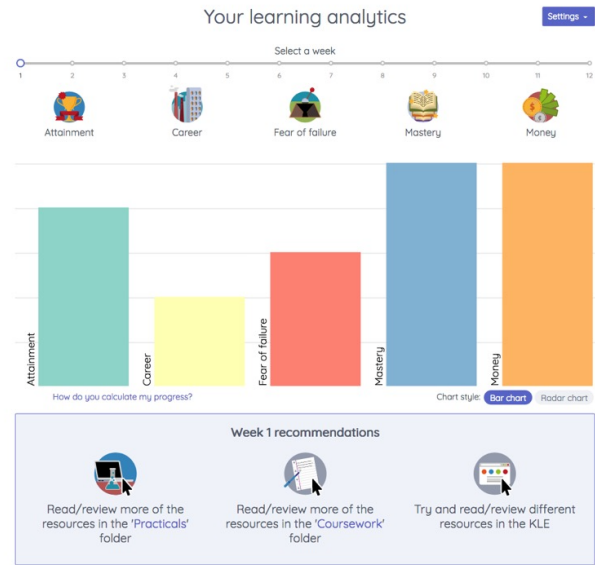 Your learning analytics
Settings
Select a week
1 2 3 4 5 6 7 8 9 10 11 12
Attainment Career Fear of failure Mastery Money
Attainment
Career
Fear of failure
Mastery
Money
How do you calculate my progress?
Chart style: Bar chart Radar chart
Week 1 recommendations
Read/review more of the
resources in the 'Practicals'
folder
Read/review more of the
resources in the 'Coursework'
folder
Try and read/review different
resources in the KLE